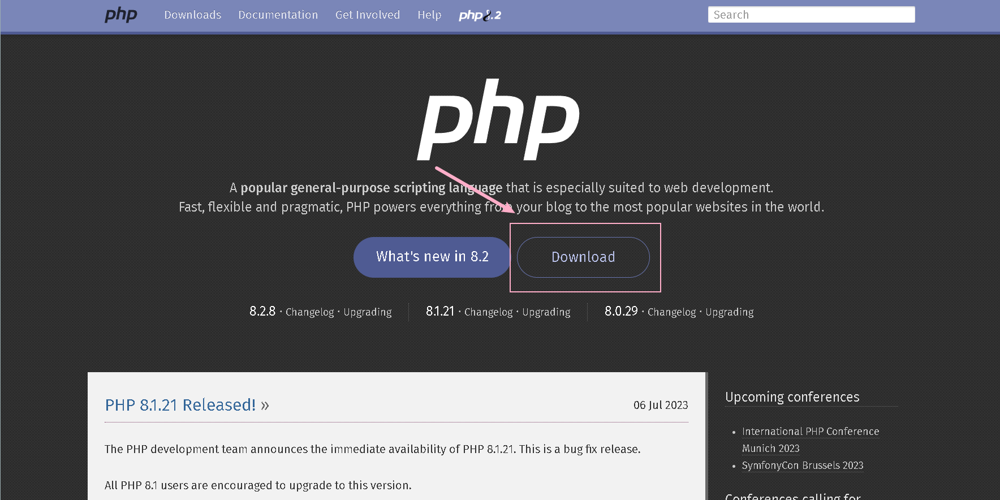 php Downloads Documentation Get Involved Help php8.2 Search
php
A popular general-purpose scripting language that is especially suited to web development.
Fast, flexible and pragmatic, PHP powers everything from your blog to the most popular websites in the world.
What's new in 8.2 Download
8.2.8 · Changelog · Upgrading 8.1.21 · Changelog · Upgrading 8.0.29 · Changelog · Upgrading
PHP 8.1.21 Released! » 06 Jul 2023
The PHP development team announces the immediate availability of PHP 8.1.21. This is a bug fix release.
All PHP 8.1 users are encouraged to upgrade to this version.
Upcoming conferences
• International PHP Conference
Munich 2023
• SymfonyCon Brussels 2023
Conferences calling for